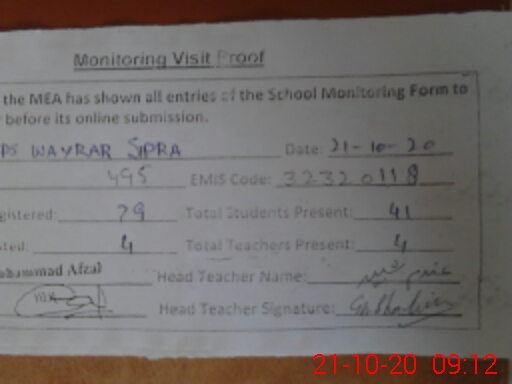 Monitoring Visit Proof
the MEA has shown all entries of the School Monitoring Form to
before its online submission.
PS WAYRAR SIPRA Date: 21-10-20
495 EMIS Code: 32320118
gistered: 79 Total Students Present: 41
sted: 4 Total Teachers Present: 4
ohammad Afzal Head Teacher Name:
Head Teacher Signature:
21-10-20 09:12